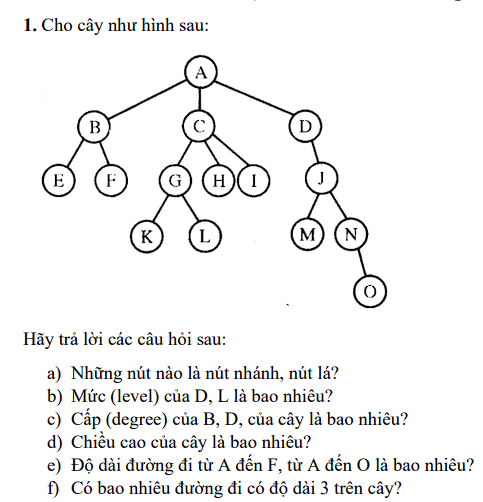 1. Cho cây như hình sau:
A
B C D
E F G H I J
K L M N
O
Hãy trả lời các câu hỏi sau:
a) Những nút nào là nút nhánh, nút lá?
b) Mức (level) của D, L là bao nhiêu?
c) Cấp (degree) của B, D, của cây là bao nhiêu?
d) Chiều cao của cây là bao nhiêu?
e) Độ dài đường đi từ A đến F, từ A đến O là bao nhiêu?
f) Có bao nhiêu đường đi có độ dài 3 trên cây?